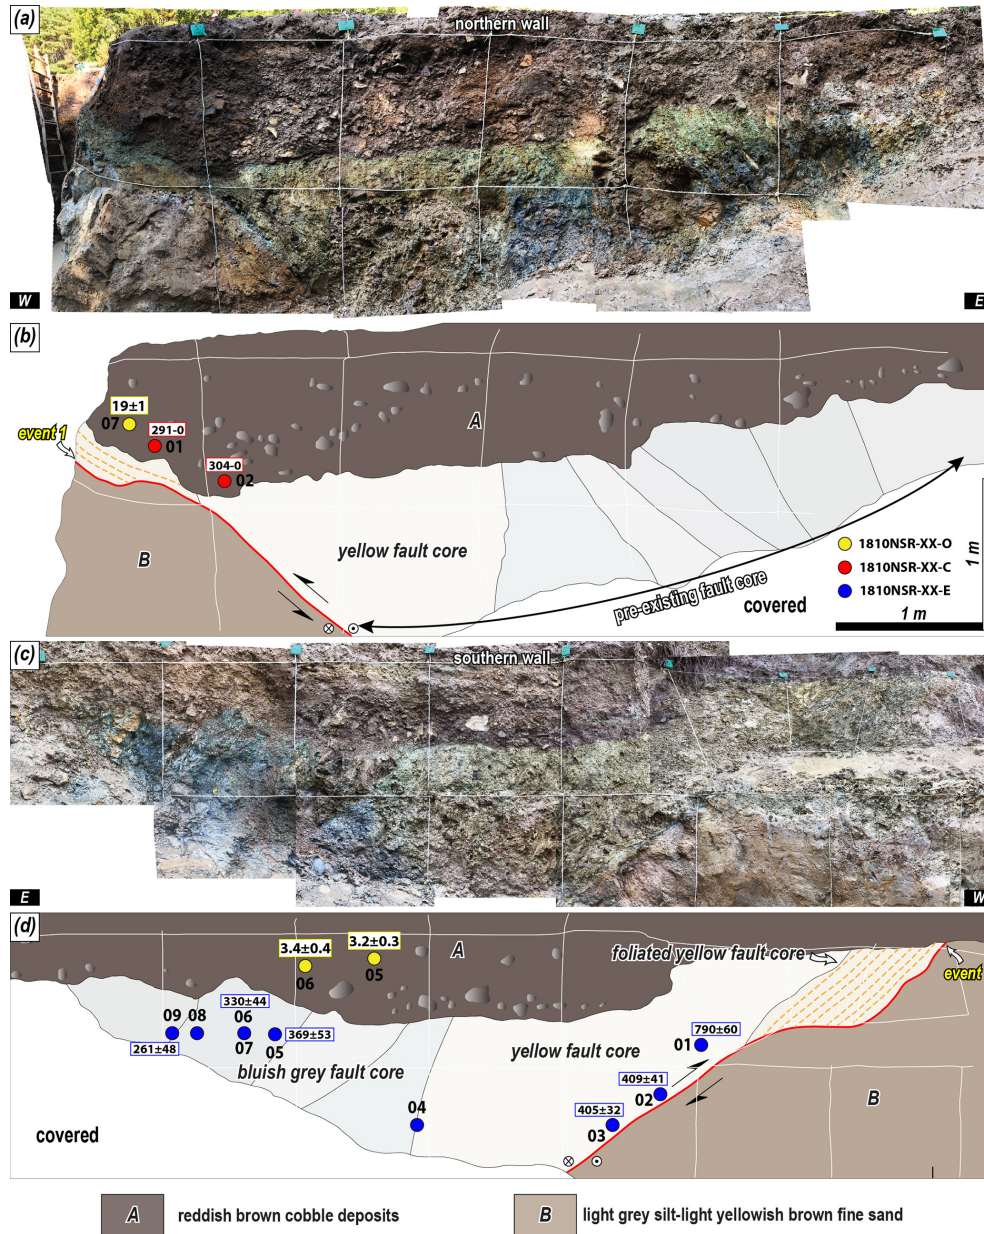 (a)
northern wall
W
E
(b)
19±1
07
291-0
01
304-0
02
event 1
A
B
yellow fault core
pre-existing fault core
covered
1810NSR-XX-O
1810NSR-XX-C
1810NSR-XX-E
1 m
1 m
(c)
southern wall
E
W
(d)
3.4±0.4
06
3.2±0.3
05
A
foliated yellow fault core
event
09
08
330±44
06
07
369±53
05
261±48
bluish grey fault core
yellow fault core
790±60
01
409±41
02
405±32
03
04
B
covered
A
reddish brown cobble deposits
B
light grey silt-light yellowish brown fine sand